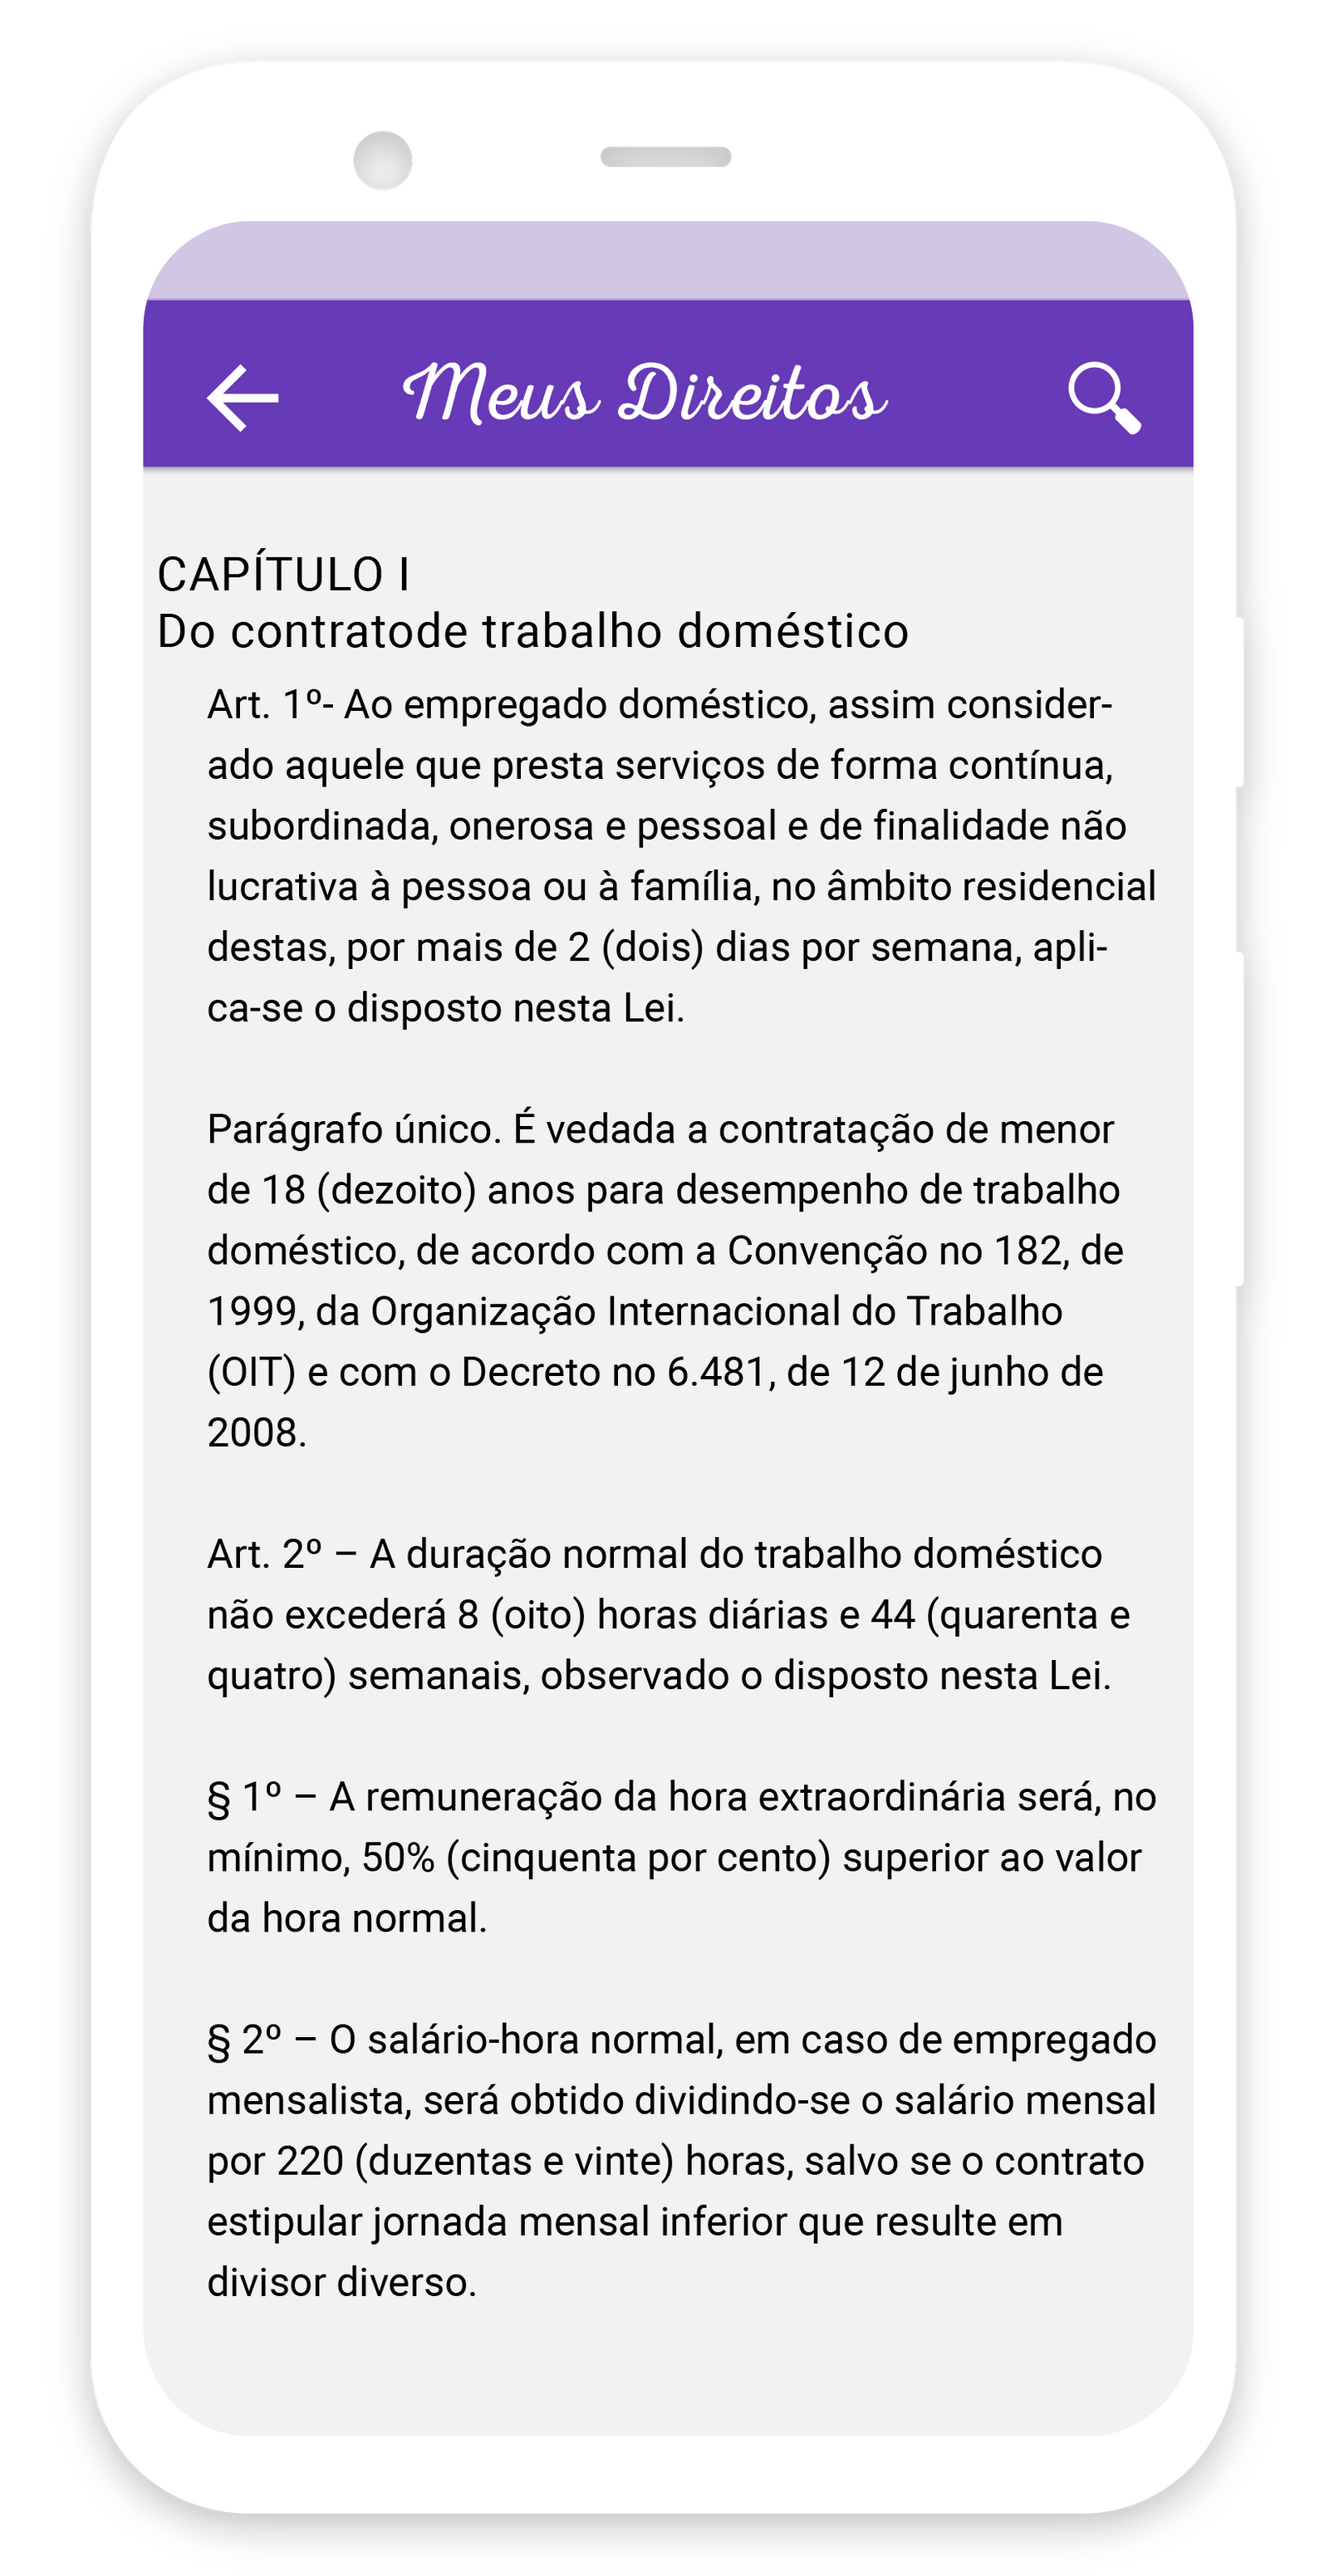 Meus Direitos
CAPÍTULO I
Do contratode trabalho doméstico
Art. 1º- Ao empregado doméstico, assim consider-
ado aquele que presta serviços de forma contínua,
subordinada, onerosa e pessoal e de finalidade não
lucrativa à pessoa ou à família, no âmbito residencial
destas, por mais de 2 (dois) dias por semana, apli-
ca-se o disposto nesta Lei.
Parágrafo único. É vedada a contratação de menor
de 18 (dezoito) anos para desempenho de trabalho
doméstico, de acordo com a Convenção no 182, de
1999, da Organização Internacional do Trabalho
(OIT) e com o Decreto no 6.481, de 12 de junho de
2008.
Art. 2º – A duração normal do trabalho doméstico
não excederá 8 (oito) horas diárias e 44 (quarenta e
quatro) semanais, observado o disposto nesta Lei.
§ 1º – A remuneração da hora extraordinária será, no
mínimo, 50% (cinquenta por cento) superior ao valor
da hora normal.
§ 2º – O salário-hora normal, em caso de empregado
mensalista, será obtido dividindo-se o salário mensal
por 220 (duzentas e vinte) horas, salvo se o contrato
estipular jornada mensal inferior que resulte em
divisor diverso.